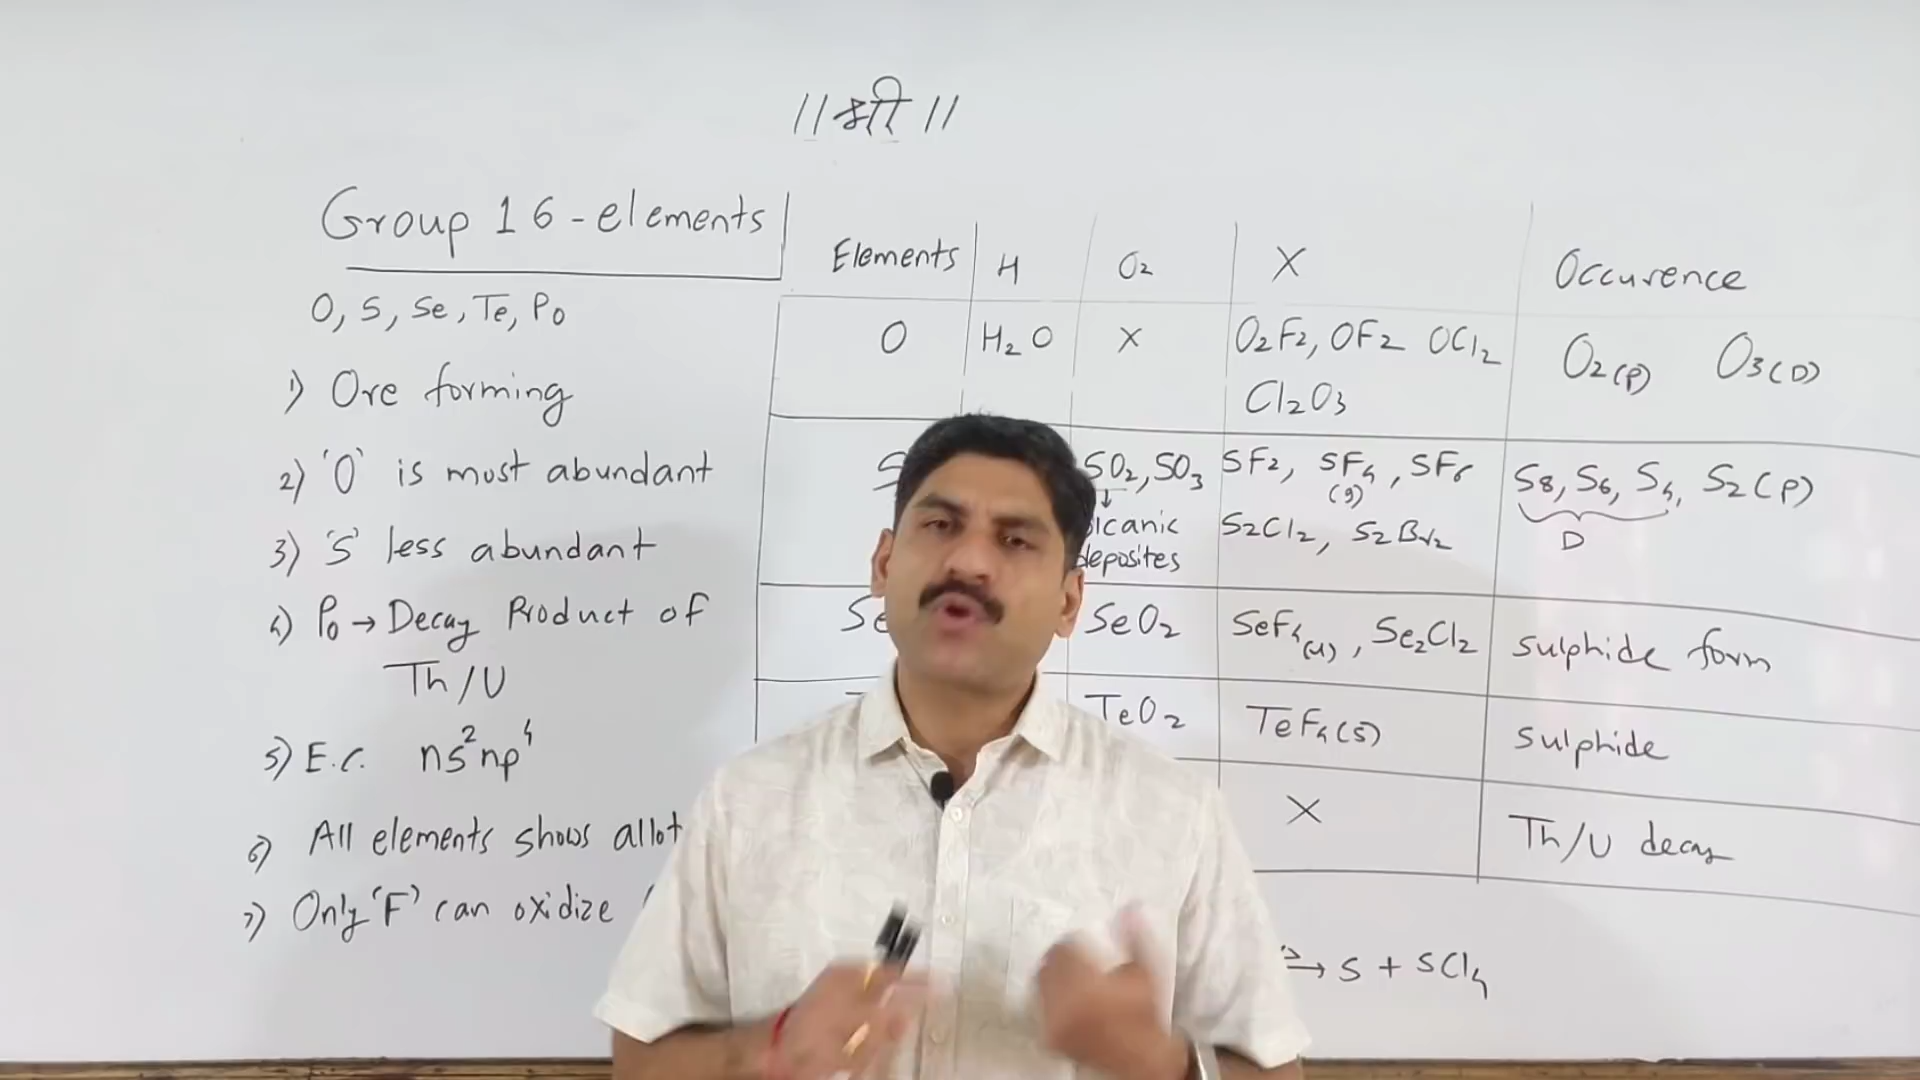 ॥ श्री ॥
Group 16-elements
O, S, Se, Te, Po
1) Ore forming
2) 'O' is most abundant
3) 'S' less abundant
4) Po → Decay Product of
Th/U
5) E.C. ns²np⁴
6) All elements shows allot
7) Only 'F' can oxidize
Elements H O₂ X Occurence
O H₂O X O₂F₂, OF₂ OCl₂ O₂(P) O₃(D)
Cl₂O₃
S SO₂, SO₃ SF₂, SF₄(g), SF₆ S₈, S₆, S₄, S₂(P)
↓ D
olcanic S₂Cl₂, S₂Br₂
deposites
Se SeO₂ SeF₄(l), Se₂Cl₂ Sulphide form
TeO₂ TeF₄(s) Sulphide
X Th/U decay
→ S + SCl₄